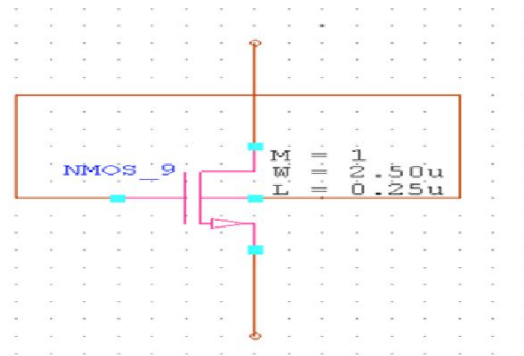 NMOS_9
M = 1
W = 2.50u
L = 0.25u